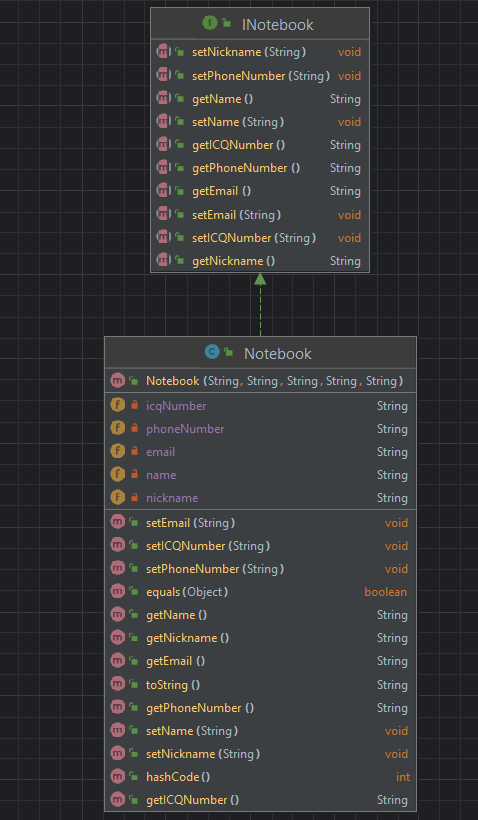 INotebook
setNickname (String) void
setPhoneNumber (String) void
getName () String
setName (String) void
getICQNumber () String
getPhoneNumber () String
getEmail () String
setEmail (String) void
setICQNumber (String) void
getNickname () String
Notebook
Notebook (String, String, String, String, String)
icqNumber String
phoneNumber String
email String
name String
nickname String
setEmail (String) void
setICQNumber (String) void
setPhoneNumber (String) void
equals (Object) boolean
getName () String
getNickname () String
getEmail () String
toString () String
getPhoneNumber () String
setName (String) void
setNickname (String) void
hashCode () int
getICQNumber () String